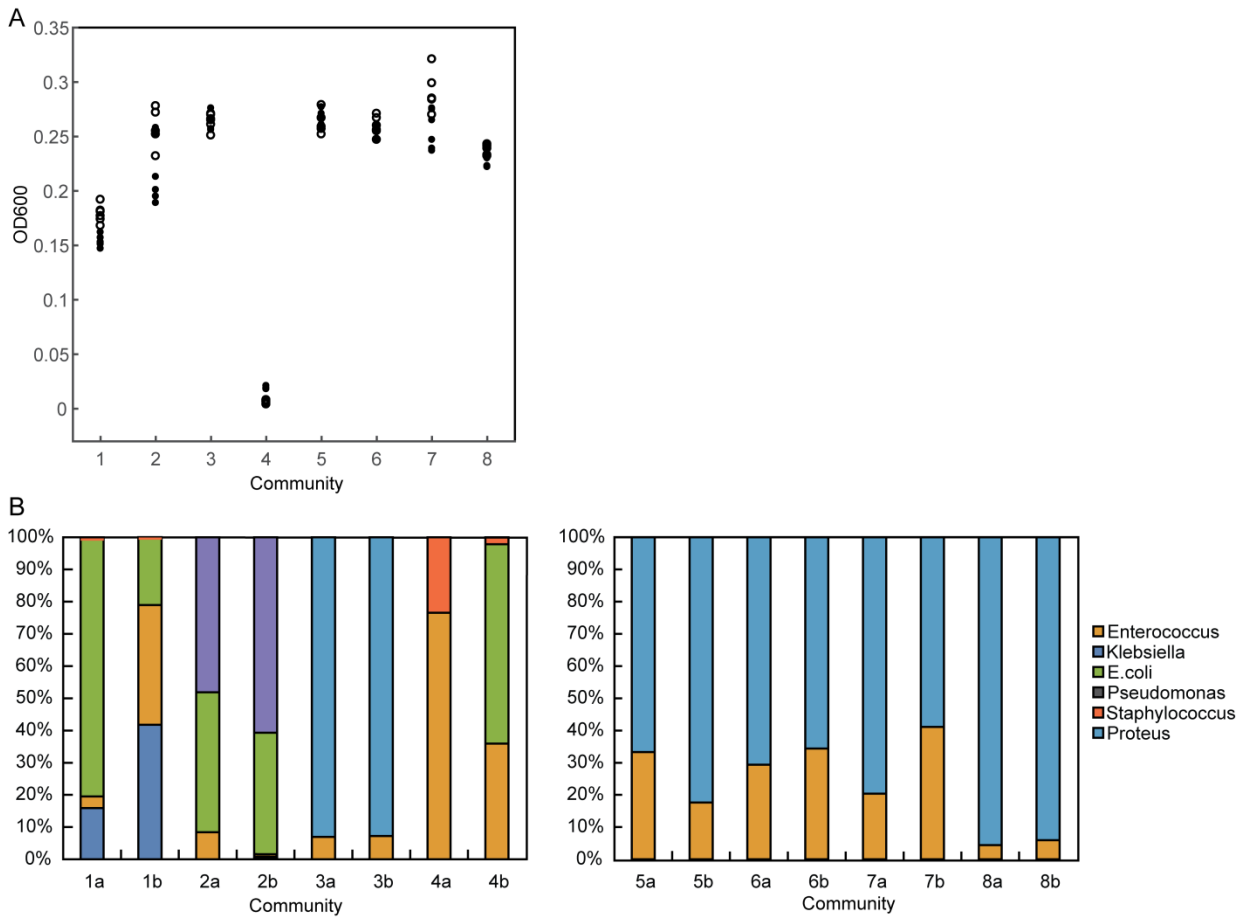 A
0.35
0.3
0.25
0.2
0.15
0.1
0.05
0
OD600
1 2 3 4 5 6 7 8
Community
B
100%
90%
80%
70%
60%
50%
40%
30%
20%
10%
0%
1a 1b 2a 2b 3a 3b 4a 4b
Community
100%
90%
80%
70%
60%
50%
40%
30%
20%
10%
0%
5a 5b 6a 6b 7a 7b 8a 8b
Community
Enterococcus
Klebsiella
E.coli
Pseudomonas
Staphylococcus
Proteus